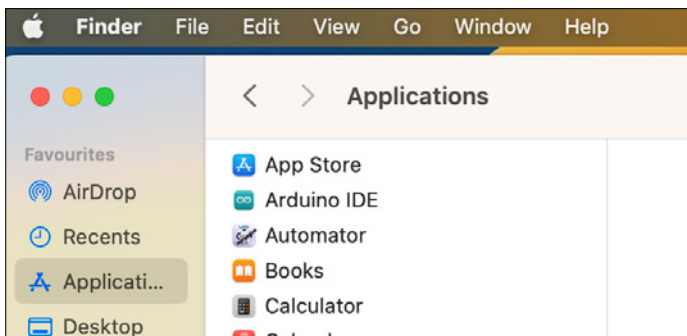 Finder File Edit View Go Window Help
Applications
Favourites
AirDrop
Recents
Applicati...
Desktop
App Store
Arduino IDE
Automator
Books
Calculator